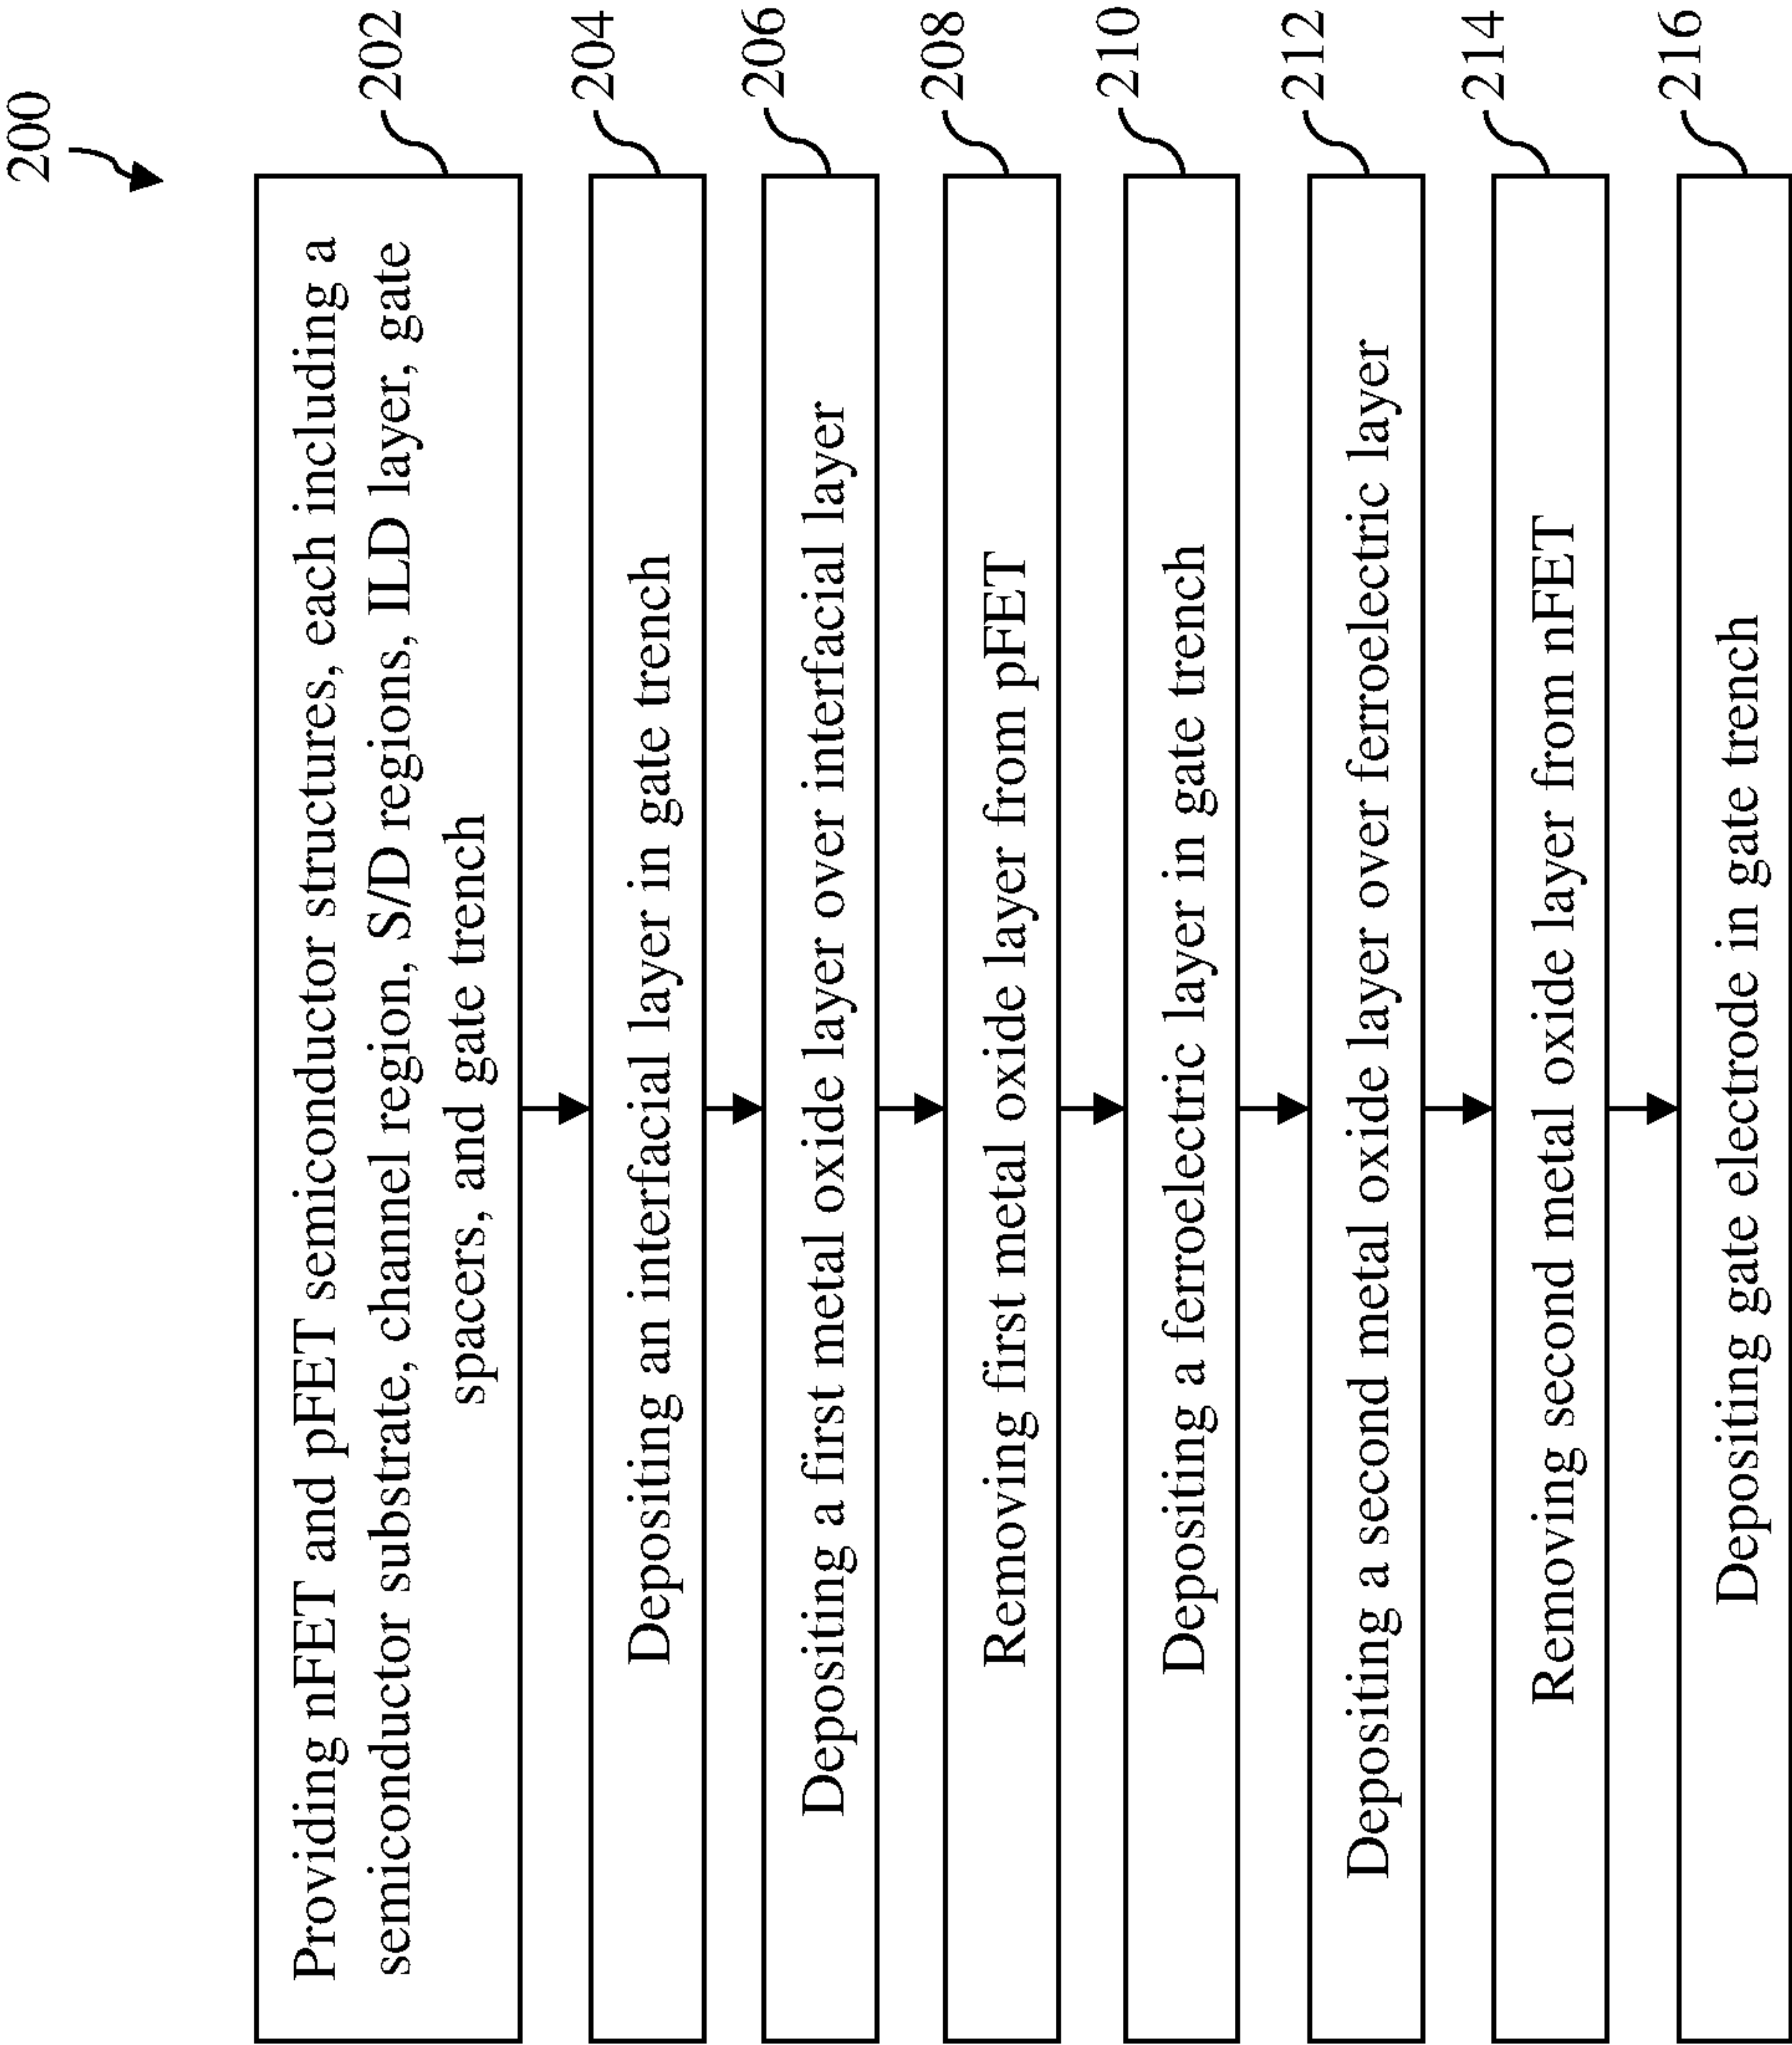 200
Providing nFET and pFET semiconductor structures, each including a
semiconductor substrate, channel region, S/D regions, ILD layer, gate
spacers, and gate trench
202
Depositing an interfacial layer in gate trench
204
Depositing a first metal oxide layer over interfacial layer
206
Removing first metal oxide layer from pFET
208
Depositing a ferroelectric layer in gate trench
210
Depositing a second metal oxide layer over ferroelectric layer
212
Removing second metal oxide layer from nFET
214
Depositing gate electrode in gate trench
216